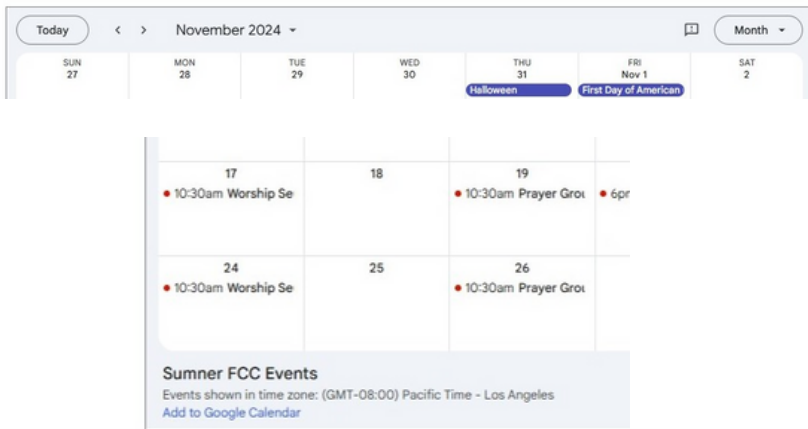 Today < > November 2024 Month
SUN MON TUE WED THU FRI SAT
27 28 29 30 31 Nov 1 2
Halloween First Day of American
17 18 19
10:30am Worship Se 10:30am Prayer Grou 6pm
24 25 26
10:30am Worship Se 10:30am Prayer Grou
Sumner FCC Events
Events shown in time zone: (GMT-08:00) Pacific Time - Los Angeles
Add to Google Calendar